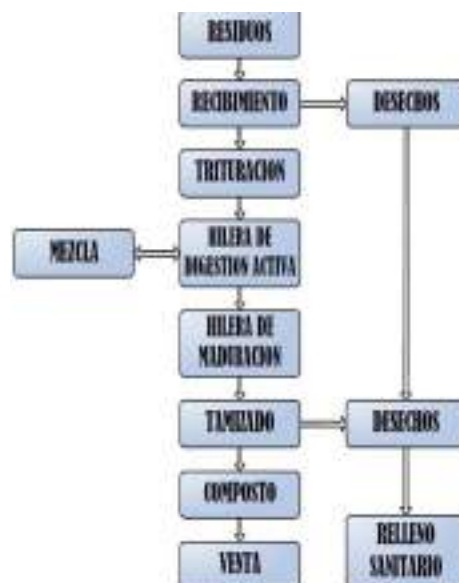 RESIDUOS
RECIBIMIENTO
DESECHOS
TRITURACION
MEZCLA
HILERA DE
DIGESTION ACTIVA
HILERA DE
MADURACION
TAMIZADO
DESECHOS
COMPOSTO
RELLENO
SANITARIO
VENTA